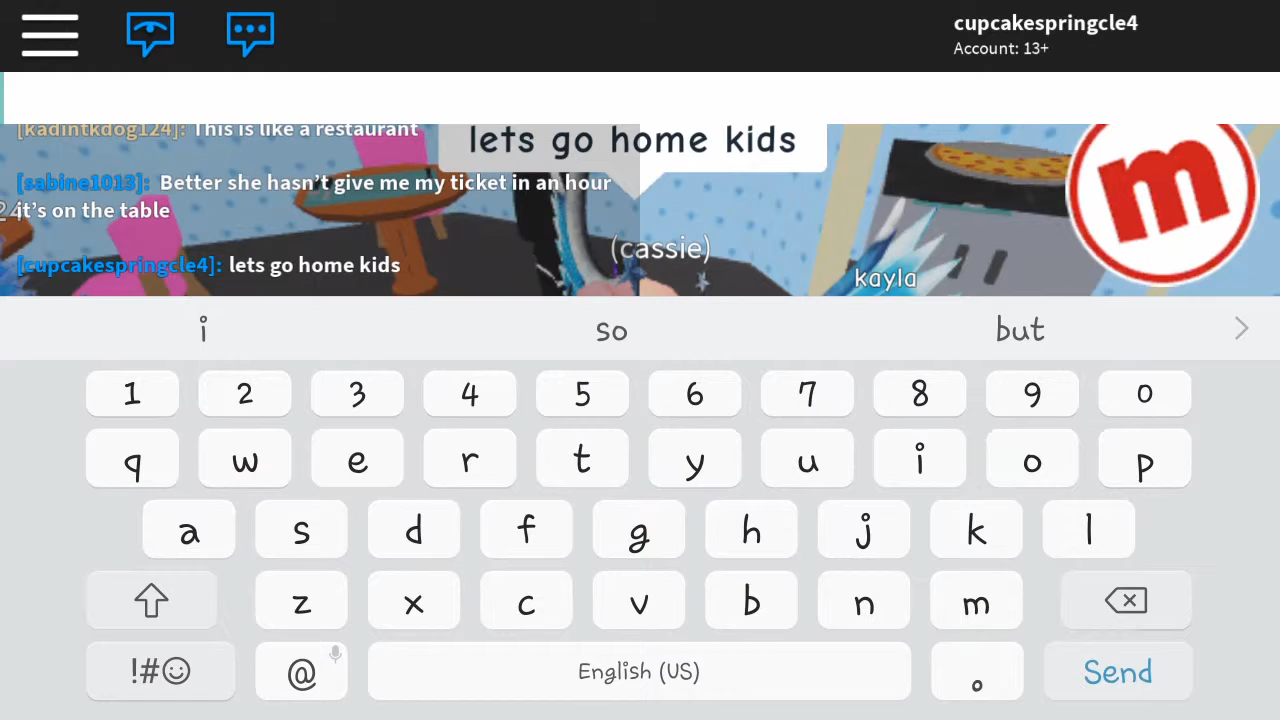 cupcakespringcle4
Account: 13+
[kadintkdog124]: This is like a restaurant
lets go home kids
[sabine1013]: Better she hasn't give me my ticket in an hour
it's on the table
[cupcakespringcle4]: lets go home kids
(cassie)
kayla
m
i so but
1 2 3 4 5 6 7 8 9 0
q w e r t y u i o p
a s d f g h j k l
z x c v b n m
!#☺ @ English (US) . Send